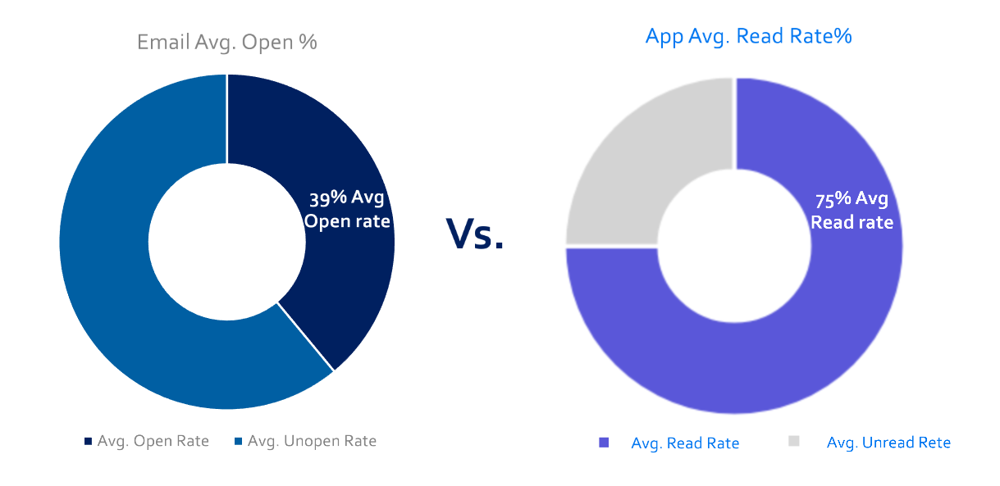 Email Avg. Open %
App Avg. Read Rate%
39% Avg
Open rate
Vs.
75% Avg
Read rate
Avg. Open Rate
Avg. Unopen Rate
Avg. Read Rate
Avg. Unread Rete